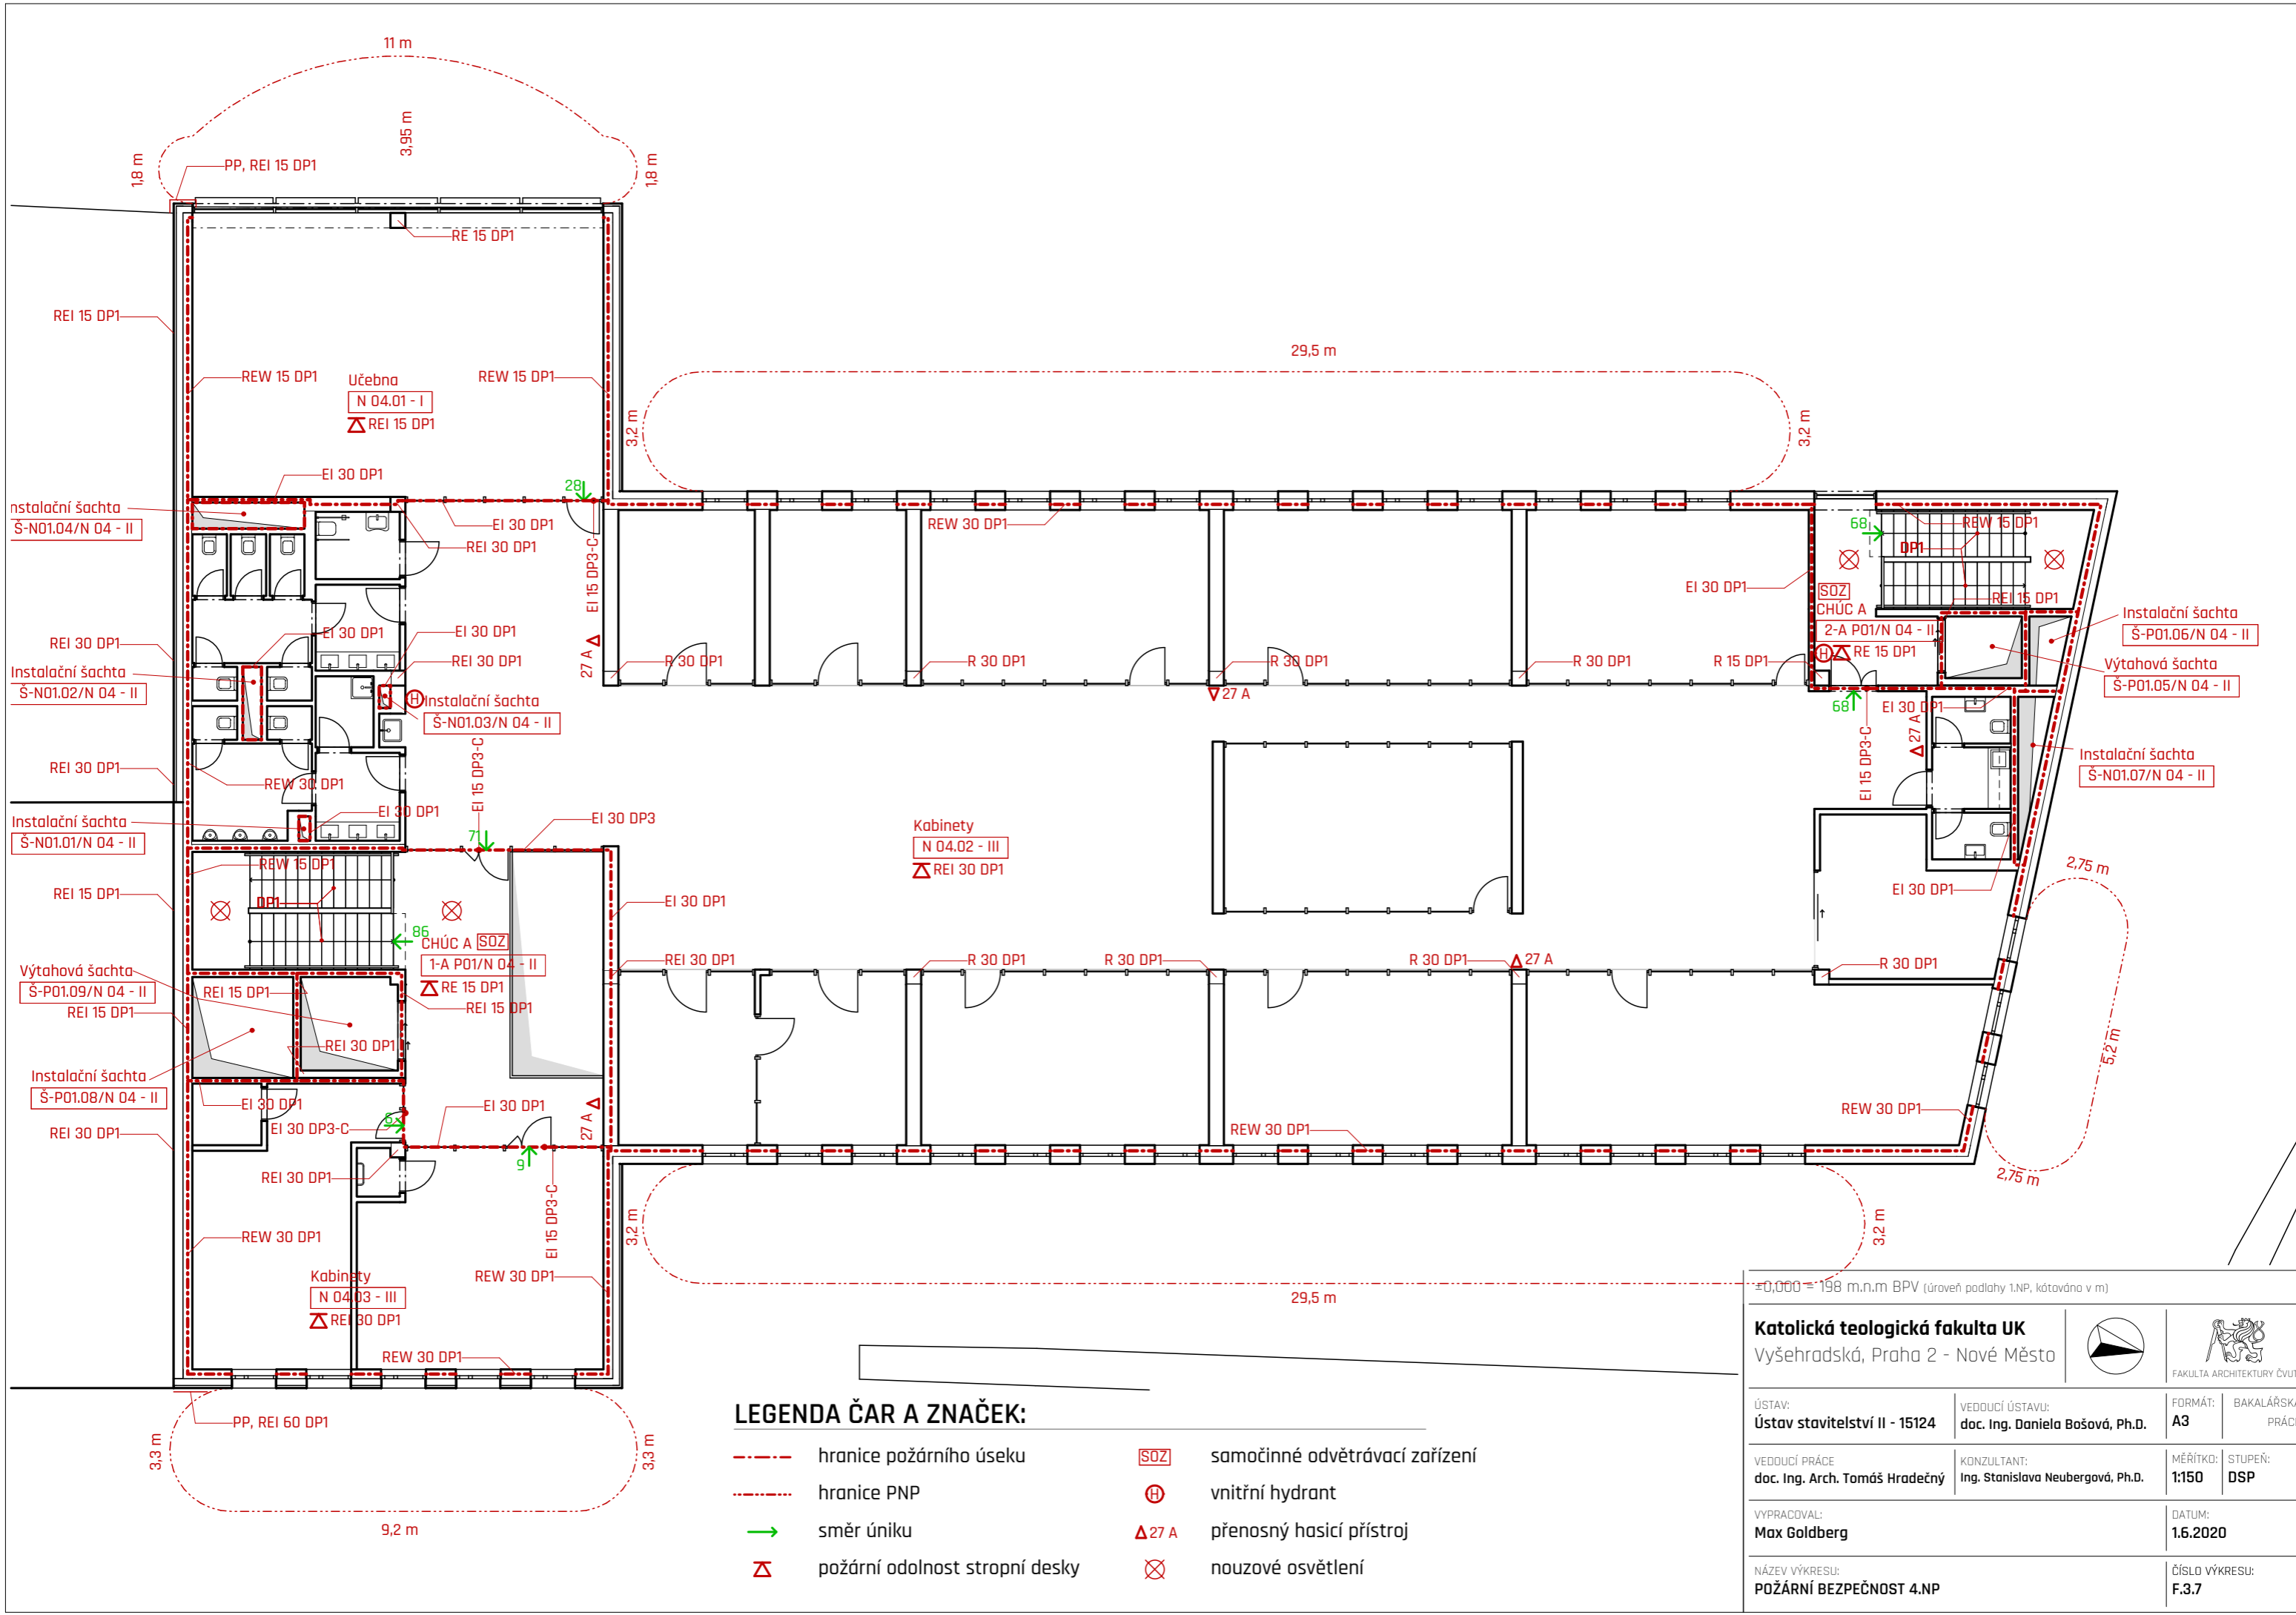 11 m
3,95 m
1,8 m
1,8 m
PP, REI 15 DP1
RE 15 DP1
REI 15 DP1
REW 15 DP1
REW 15 DP1
Učebna
N 04.01 - I
REI 15 DP1
29,5 m
3,2 m
3,2 m
EI 30 DP1
28
nstalační šachta
Š-N01.04/N 04 - II
EI 30 DP1
REI 30 DP1
EI 15 DP3-C
REW 30 DP1
68
REW 15 DP1
DP1
EI 30 DP1
SOZ
CHÚC A
2-A P01/N 04 - II
H
RE 15 DP1
REI 15 DP1
Instalační šachta
Š-P01.06/N 04 - II
Výtahová šachta
Š-P01.05/N 04 - II
REI 30 DP1
EI 30 DP1
EI 30 DP1
REI 30 DP1
27 A
R 30 DP1
R 30 DP1
R 30 DP1
R 30 DP1
R 15 DP1
Instalační šachta
Š-N01.02/N 04 - II
H
Instalační šachta
Š-N01.03/N 04 - II
27 A
68
EI 30 DP1
27 A
EI 15 DP3-C
Instalační šachta
Š-N01.07/N 04 - II
REI 30 DP1
REW 30 DP1
EI 15 DP3-C
EI 30 DP1
71
EI 30 DP3
Instalační šachta
Š-N01.01/N 04 - II
Kabinety
N 04.02 - III
REI 30 DP1
REW 15 DP1
REI 15 DP1
DP1
EI 30 DP1
EI 30 DP1
2,75 m
86
CHÚC A SOZ
1-A P01/N 04 - II
RE 15 DP1
REI 15 DP1
REI 30 DP1
R 30 DP1
R 30 DP1
R 30 DP1
27 A
R 30 DP1
Výtahová šachta
Š-P01.09/N 04 - II
REI 15 DP1
REI 15 DP1
REI 30 DP1
5,2 m
Instalační šachta
Š-P01.08/N 04 - II
EI 30 DP1
EI 30 DP1
6
EI 30 DP3-C
27 A
REW 30 DP1
REI 30 DP1
REW 30 DP1
9
REI 30 DP1
EI 15 DP3-C
2,75 m
3,2 m
3,2 m
REW 30 DP1
REW 30 DP1
Kabinety
N 04.03 - III
REI 30 DP1
29,5 m
REW 30 DP1
PP, REI 60 DP1
3,3 m
3,3 m
9,2 m
LEGENDA ČAR A ZNAČEK:
hranice požárního úseku
hranice PNP
směr úniku
požární odolnost stropní desky
SOZ samočinné odvětrávací zařízení
H vnitřní hydrant
27 A přenosný hasicí přístroj
nouzové osvětlení
±0,000 = 198 m.n.m BPV (úroveň podlahy 1.NP, kótováno v m)
Katolická teologická fakulta UK
Vyšehradská, Praha 2 - Nové Město
FAKULTA ARCHITEKTURY ČVUT
ÚSTAV:
Ústav stavitelství II - 15124
VEDOUCÍ ÚSTAVU:
doc. Ing. Daniela Bošová, Ph.D.
FORMÁT:
A3
BAKALÁŘSKÁ
PRÁC
VEDOUCÍ PRÁCE
doc. Ing. Arch. Tomáš Hradečný
KONZULTANT:
Ing. Stanislava Neubergová, Ph.D.
MĚŘÍTKO:
1:150
STUPEŇ:
DSP
VYPRACOVAL:
Max Goldberg
DATUM:
1.6.2020
NÁZEV VÝKRESU:
POŽÁRNÍ BEZPEČNOST 4.NP
ČÍSLO VÝKRESU:
F.3.7